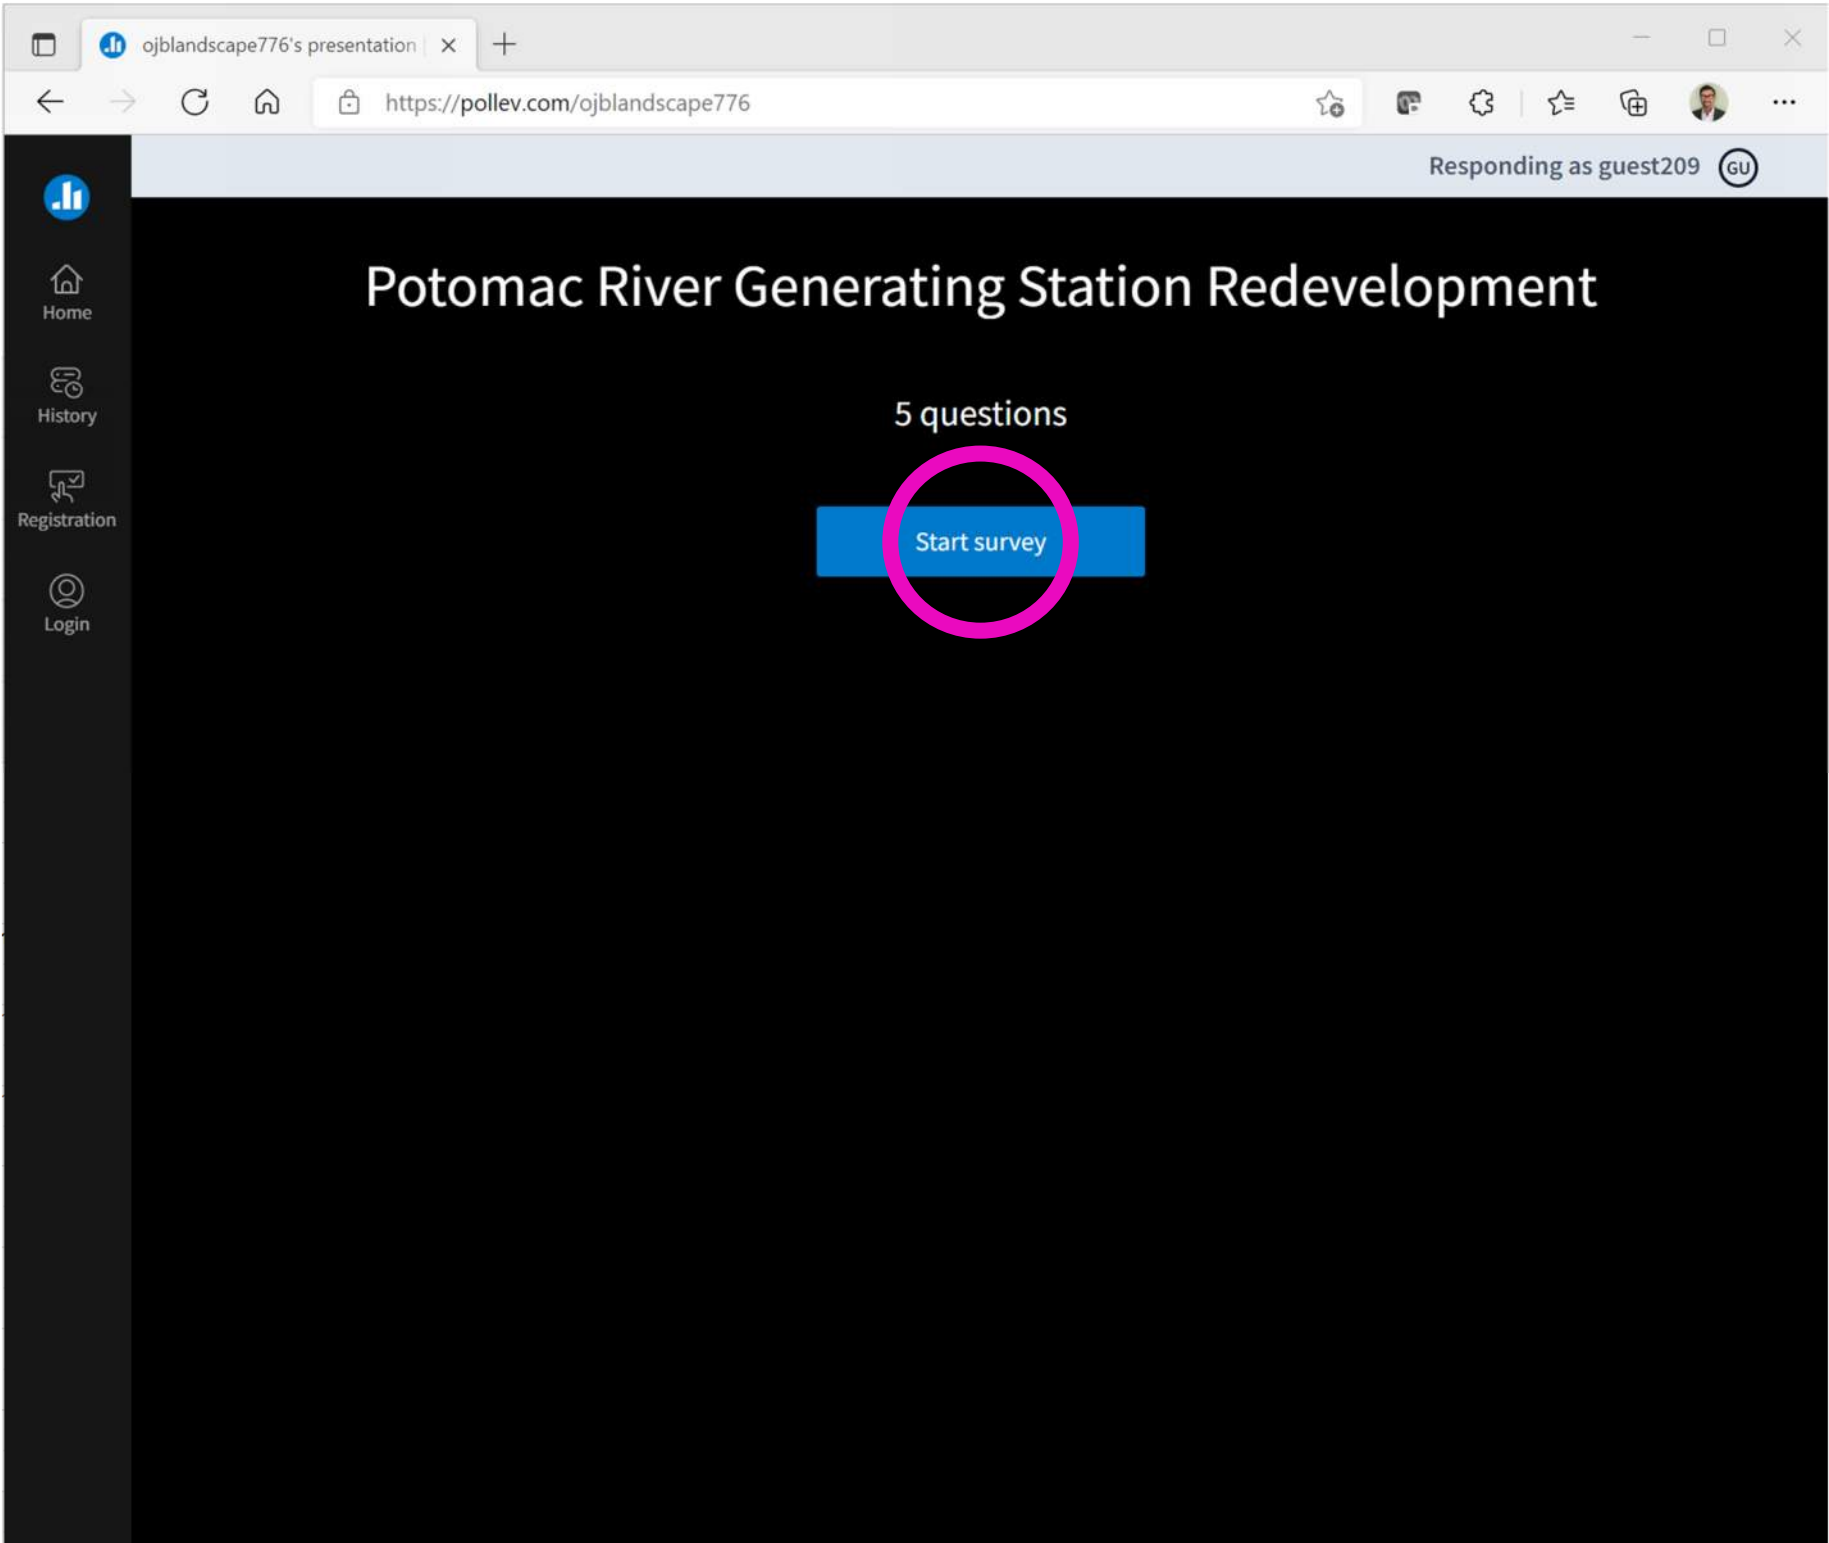 ojblandscape776's presentation
https://pollev.com/ojblandscape776
Responding as guest209 GU
Home
History
Registration
Login
Potomac River Generating Station Redevelopment
5 questions
Start survey